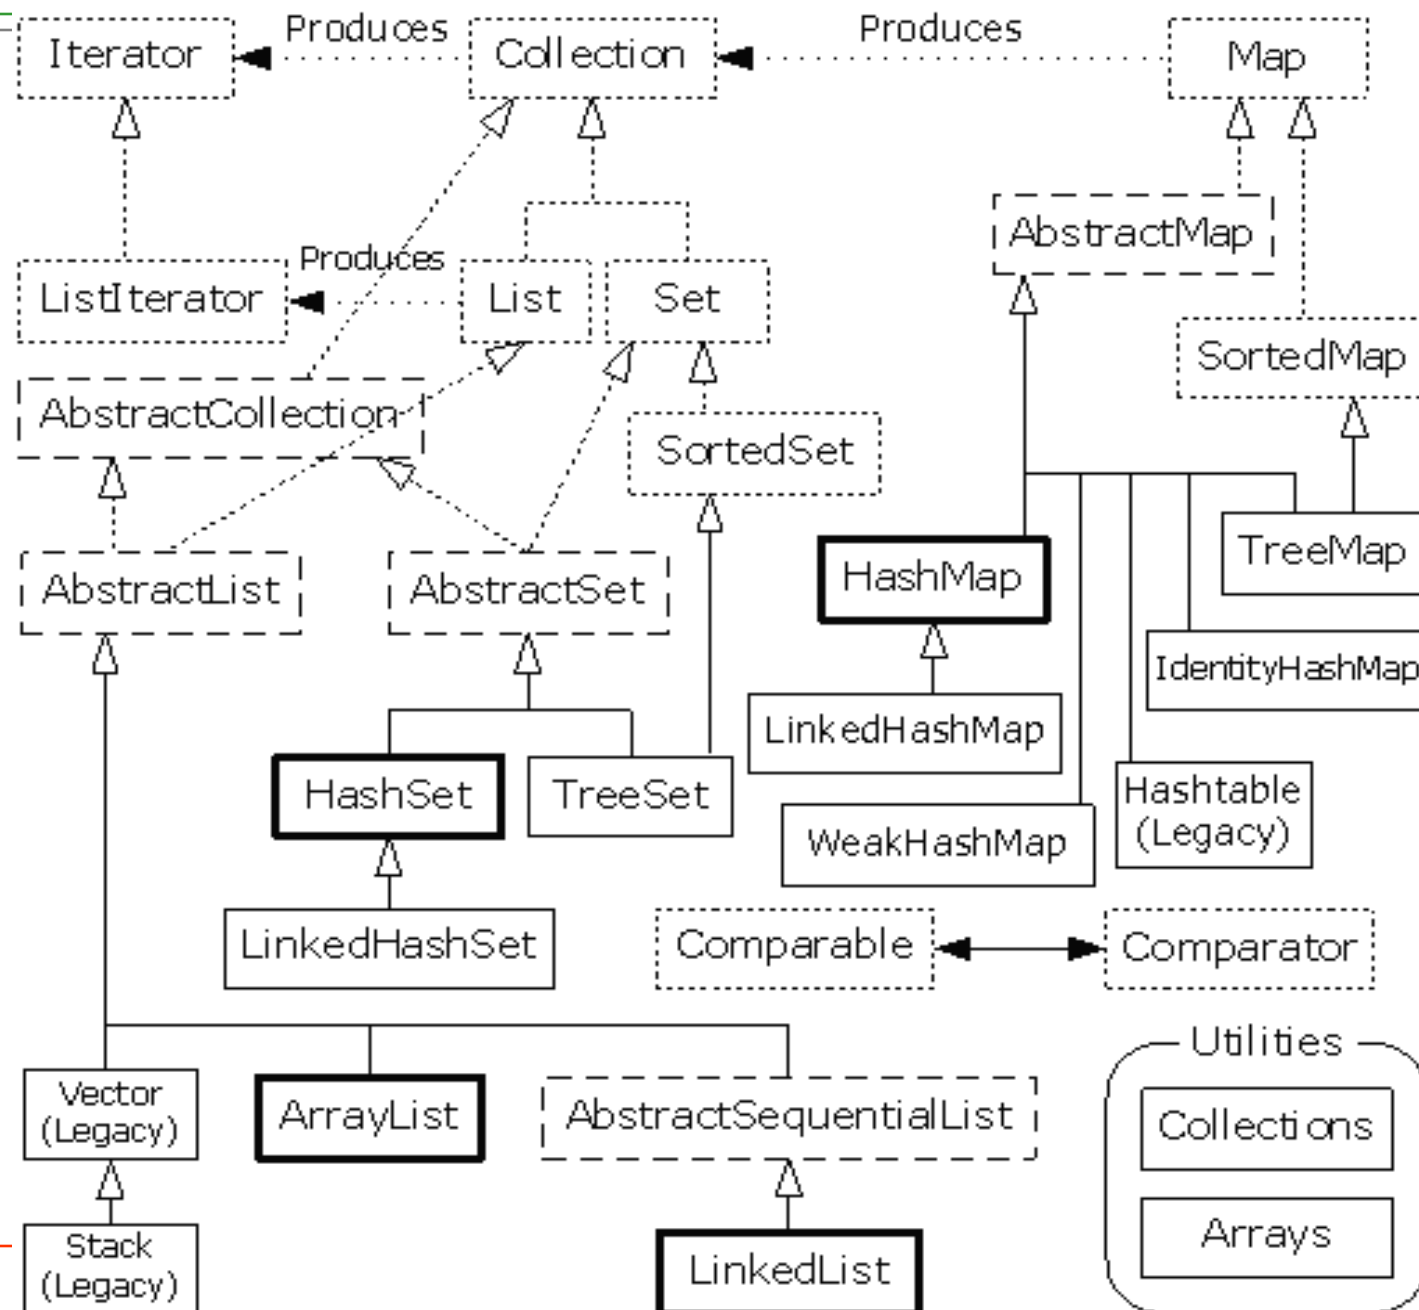 Iterator
Produces
Collection
Produces
Map
AbstractMap
ListIterator
Produces
List
Set
SortedMap
AbstractCollection
SortedSet
AbstractList
AbstractSet
HashMap
TreeMap
IdentityHashMap
LinkedHashMap
HashSet
TreeSet
Hashtable
(Legacy)
WeakHashMap
LinkedHashSet
Comparable
Comparator
Utilities
Vector
(Legacy)
ArrayList
AbstractSequentialList
Collections
Arrays
Stack
(Legacy)
LinkedList